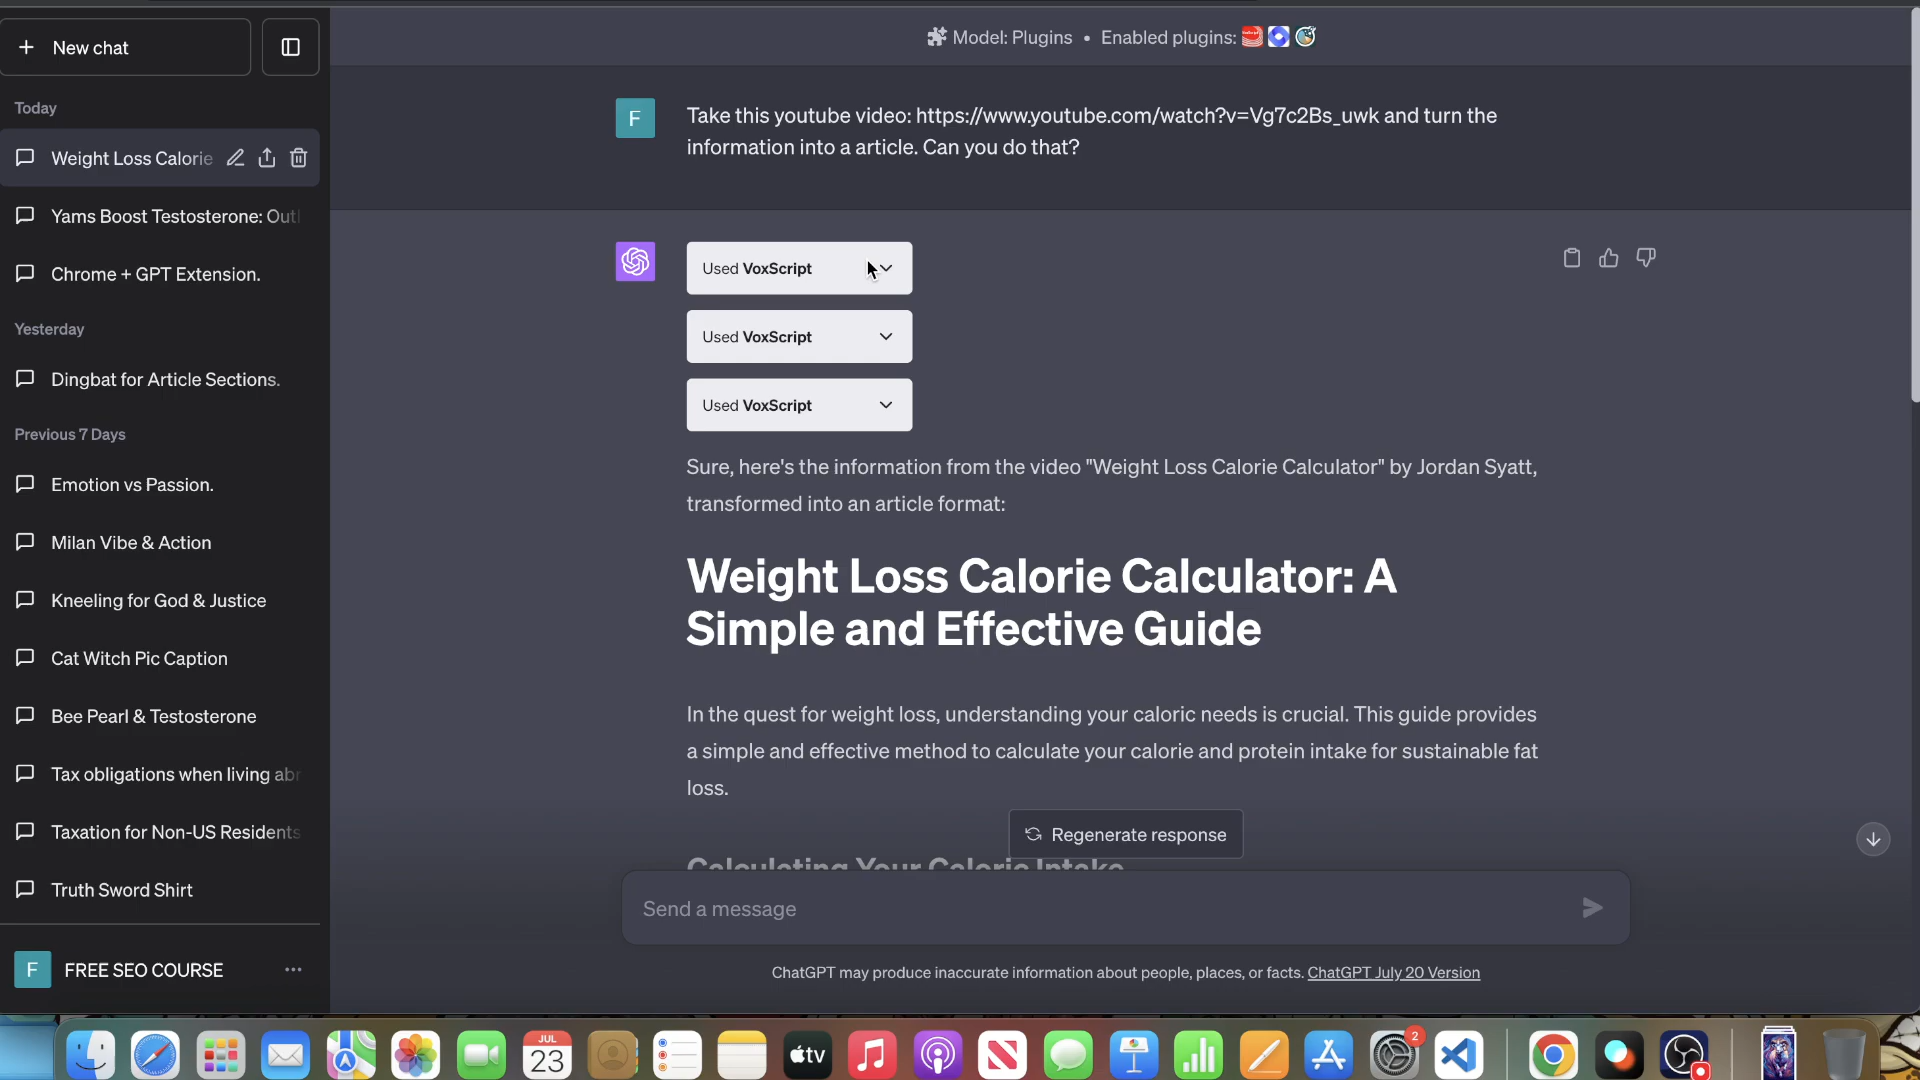 New chat
Today
Weight Loss Calorie
Yams Boost Testosterone: Out
Chrome + GPT Extension.
Yesterday
Dingbat for Article Sections.
Previous 7 Days
Emotion vs Passion.
Milan Vibe & Action
Kneeling for God & Justice
Cat Witch Pic Caption
Bee Pearl & Testosterone
Tax obligations when living abr
Taxation for Non-US Residents
Truth Sword Shirt
F FREE SEO COURSE
Model: Plugins • Enabled plugins:
F
Take this youtube video: https://www.youtube.com/watch?v=Vg7c2Bs_uwk and turn the
information into a article. Can you do that?
Used VoxScript
Used VoxScript
Used VoxScript
Sure, here's the information from the video "Weight Loss Calorie Calculator" by Jordan Syatt,
transformed into an article format:
Weight Loss Calorie Calculator: A
Simple and Effective Guide
In the quest for weight loss, understanding your caloric needs is crucial. This guide provides
a simple and effective method to calculate your calorie and protein intake for sustainable fat
loss.
Regenerate response
Calculating Your Caloric Intake
Send a message
ChatGPT may produce inaccurate information about people, places, or facts. ChatGPT July 20 Version
JUL
23
tv
2